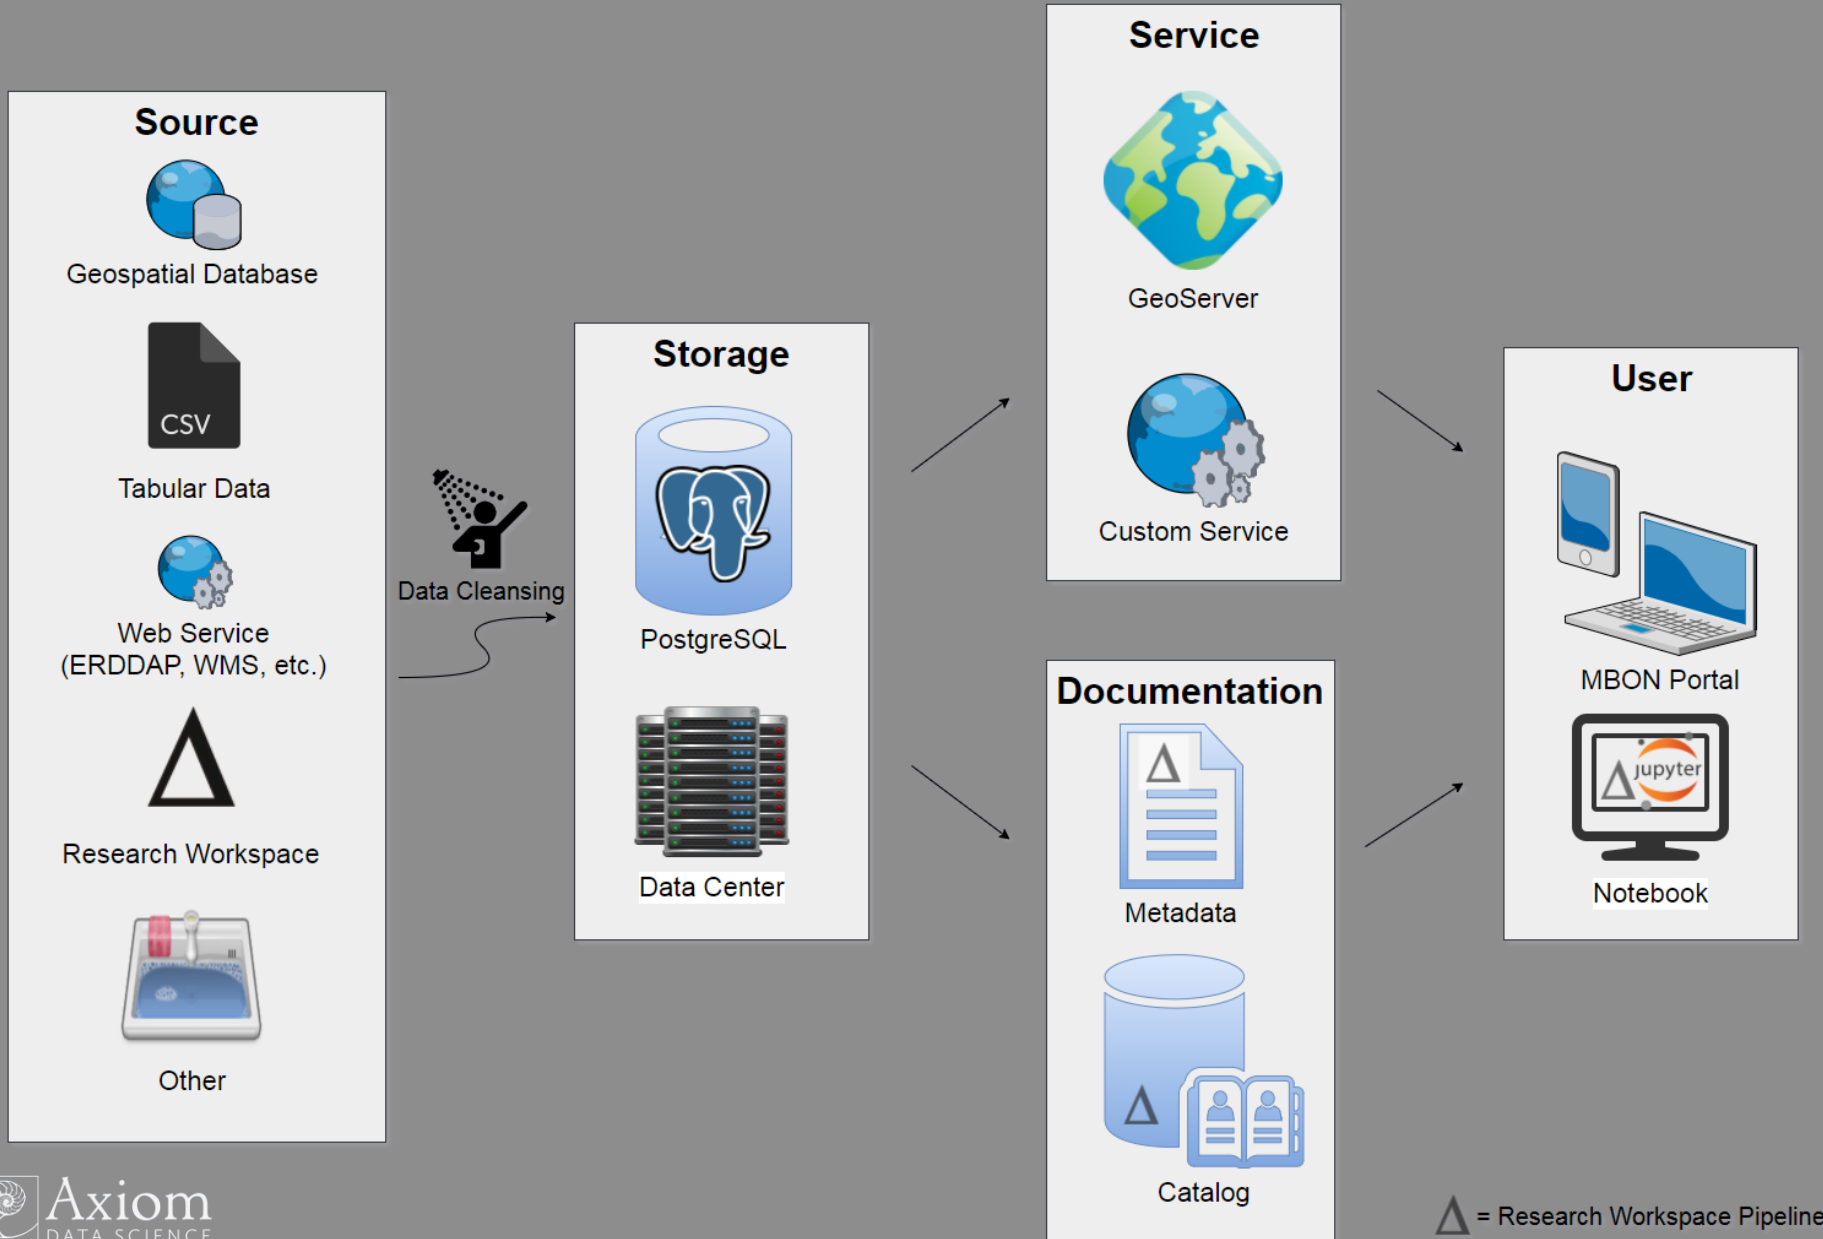 Source
Geospatial Database
CSV
Tabular Data
Web Service
(ERDDAP, WMS, etc.)
Δ
Research Workspace
Other
Data Cleansing
Storage
PostgreSQL
Data Center
Service
GeoServer
Custom Service
Documentation
Δ
Metadata
Δ
Catalog
User
MBON Portal
Δ jupyter
Notebook
Axiom
DATA SCIENCE
Δ = Research Workspace Pipeline